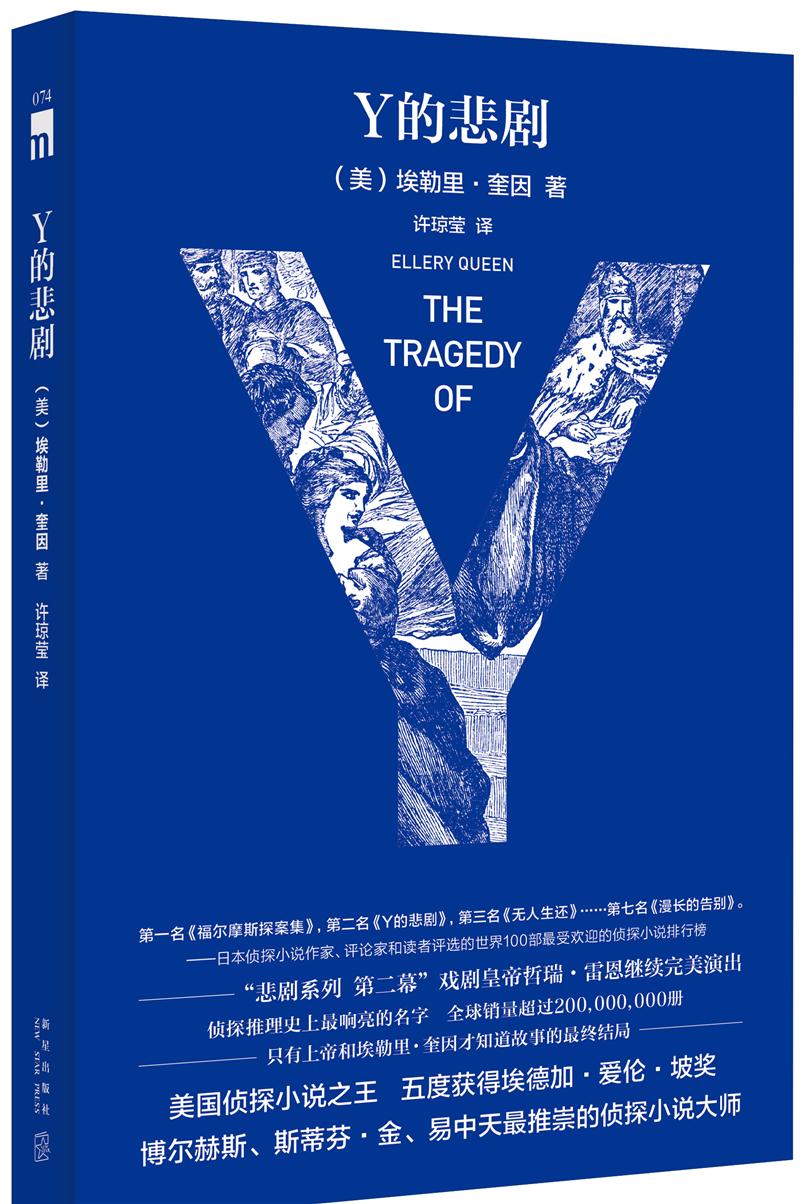 074
m
Y的悲剧
（美）埃勒里·奎因 著
许琼莹 译
新星出版社
NEW STAR PRESS
Y的悲剧
（美）埃勒里·奎因 著
许琼莹 译
ELLERY QUEEN
THE
TRAGEDY
OF
Y
第一名《福尔摩斯探案集》，第二名《Y的悲剧》，第三名《无人生还》……第七名《漫长的告别》。
——日本侦探小说作家、评论家和读者评选的世界100部最受欢迎的侦探小说排行榜
“悲剧系列 第二幕”戏剧皇帝哲瑞·雷恩继续完美演出
侦探推理史上最响亮的名字 全球销量超过200,000,000册
只有上帝和埃勒里·奎因才知道故事的最终结局
美国侦探小说之王 五度获得埃德加·爱伦·坡奖
博尔赫斯、斯蒂芬·金、易中天最推崇的侦探小说大师